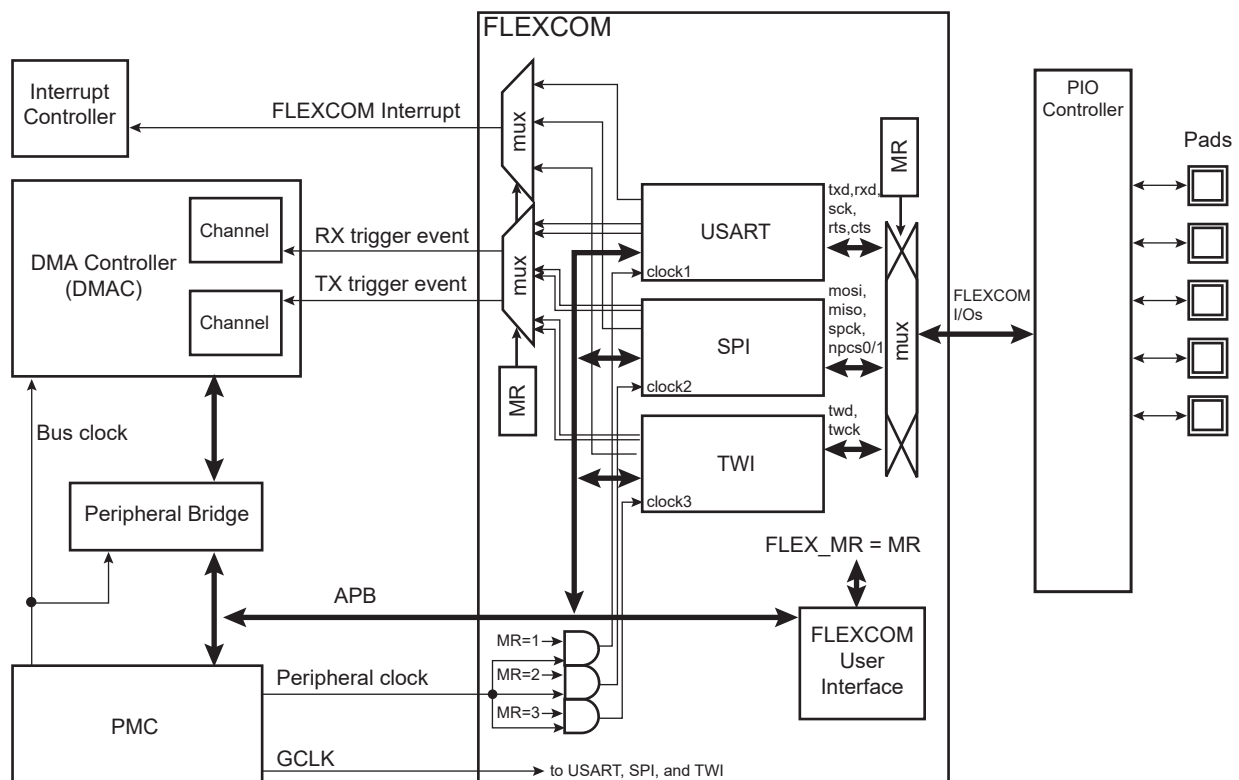 FLEXCOM
Interrupt
Controller
FLEXCOM Interrupt
mux
MR
PIO
Controller
Pads
DMA Controller
(DMAC)
Channel
Channel
RX trigger event
TX trigger event
mux
MR
USART
clock1
txd,rxd,
sck,
rts,cts
SPI
clock2
mosi,
miso,
spck,
npcs0/1
TWI
clock3
twd,
twck
mux
FLEXCOM
I/Os
Bus clock
Peripheral Bridge
FLEX_MR = MR
APB
FLEXCOM
User
Interface
MR=1
MR=2
MR=3
Peripheral clock
PMC
GCLK
to USART, SPI, and TWI